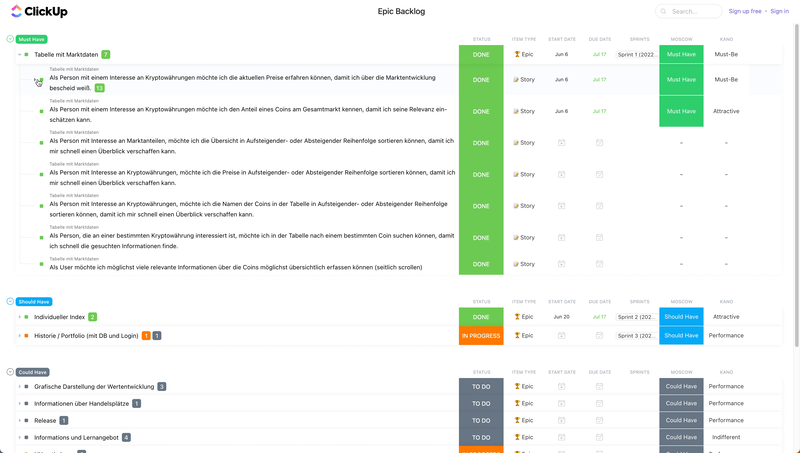 ClickUp
Epic Backlog
Search...
Sign up free • Sign in
Must Have
STATUS ITEM TYPE START DATE DUE DATE SPRINTS MOSCOW KANO
Tabelle mit Marktdaten 7 DONE Epic Jun 6 Jul 17 Sprint 1 (202... Must Have Must-Be
Tabelle mit Marktdaten
Als Person mit einem Interesse an Kryptowährungen möchte ich die aktuellen Preise erfahren können, damit ich über die Marktentwicklung
bescheid weiß. 13
DONE Story Jun 6 Jul 17 Must Have Must-Be
Tabelle mit Marktdaten
Als Person mit einem Interesse an Kryptowährungen möchte ich den Anteil eines Coins am Gesamtmarkt kennen, damit ich seine Relevanz ein-
schätzen kann.
DONE Story Jun 6 Jul 17 Must Have Attractive
Tabelle mit Marktdaten
Als Person mit Interesse an Marktanteilen, möchte ich die Übersicht in Aufsteigender- oder Absteigender Reihenfolge sortieren können, damit ich
mir schnell einen Überblick verschaffen kann.
DONE Story – –
Tabelle mit Marktdaten
Als Person mit Interesse an Kryptowährungen, möchte ich die Preise in Aufsteigender- oder Absteigender Reihenfolge sortieren können, damit ich
mir schnell einen Überblick verschaffen kann.
DONE Story – –
Tabelle mit Marktdaten
Als Person mit Interesse an Kryptowährungen, möchte ich die Namen der Coins in der Tabelle in Aufsteigender- oder Absteigender Reihenfolge
sortieren können, damit ich mir schnell einen Überblick verschaffen kann.
DONE Story – –
Tabelle mit Marktdaten
Als Person, die an einer bestimmten Kryptowährung interessiert ist, möchte ich in der Tabelle nach einem bestimmten Coin suchen können, damit
ich schnell die gesuchten Informationen finde.
DONE Story – –
Tabelle mit Marktdaten
Als User möchte ich möglichst viele relevante Informationen über die Coins möglichst übersichtlich erfassen können (seitlich scrollen)
DONE Story – –
Should Have
STATUS ITEM TYPE START DATE DUE DATE SPRINTS MOSCOW KANO
Individueller Index 2 DONE Epic Jun 20 Jul 17 Sprint 2 (202... Should Have Attractive
Historie / Portfolio (mit DB und Login) 1 1 IN PROGRESS Epic Sprint 3 (202... Should Have Performance
Could Have
STATUS ITEM TYPE START DATE DUE DATE SPRINTS MOSCOW KANO
Grafische Darstellung der Wertentwicklung 3 TO DO Epic Could Have Performance
Informationen über Handelsplätze 1 TO DO Epic Could Have Performance
Release 1 TO DO Epic Could Have Performance
Informations und Lernangebot 4 TO DO Epic Could Have Indifferent